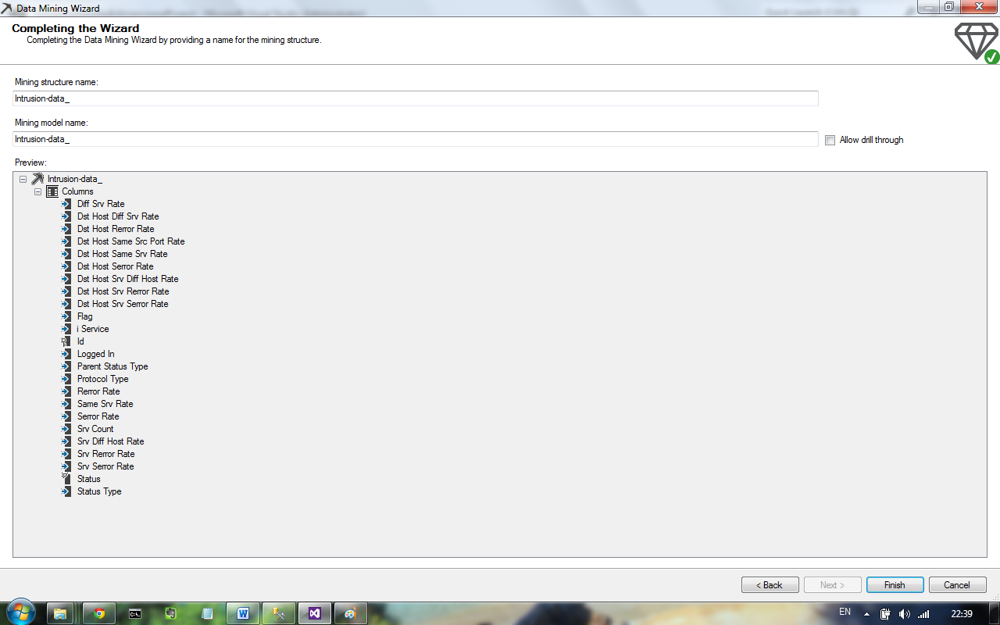 Data Mining Wizard
Completing the Wizard
Completing the Data Mining Wizard by providing a name for the mining structure.
Mining structure name:
Intrusion-data_
Mining model name:
Intrusion-data_
Allow drill through
Preview:
Intrusion-data_
Columns
Diff Srv Rate
Dst Host Diff Srv Rate
Dst Host Rerror Rate
Dst Host Same Src Port Rate
Dst Host Same Srv Rate
Dst Host Serror Rate
Dst Host Srv Diff Host Rate
Dst Host Srv Rerror Rate
Dst Host Srv Serror Rate
Flag
i Service
Id
Logged In
Parent Status Type
Protocol Type
Rerror Rate
Same Srv Rate
Serror Rate
Srv Count
Srv Diff Host Rate
Srv Rerror Rate
Srv Serror Rate
Status
Status Type
< Back
Next >
Finish
Cancel
EN
22:39